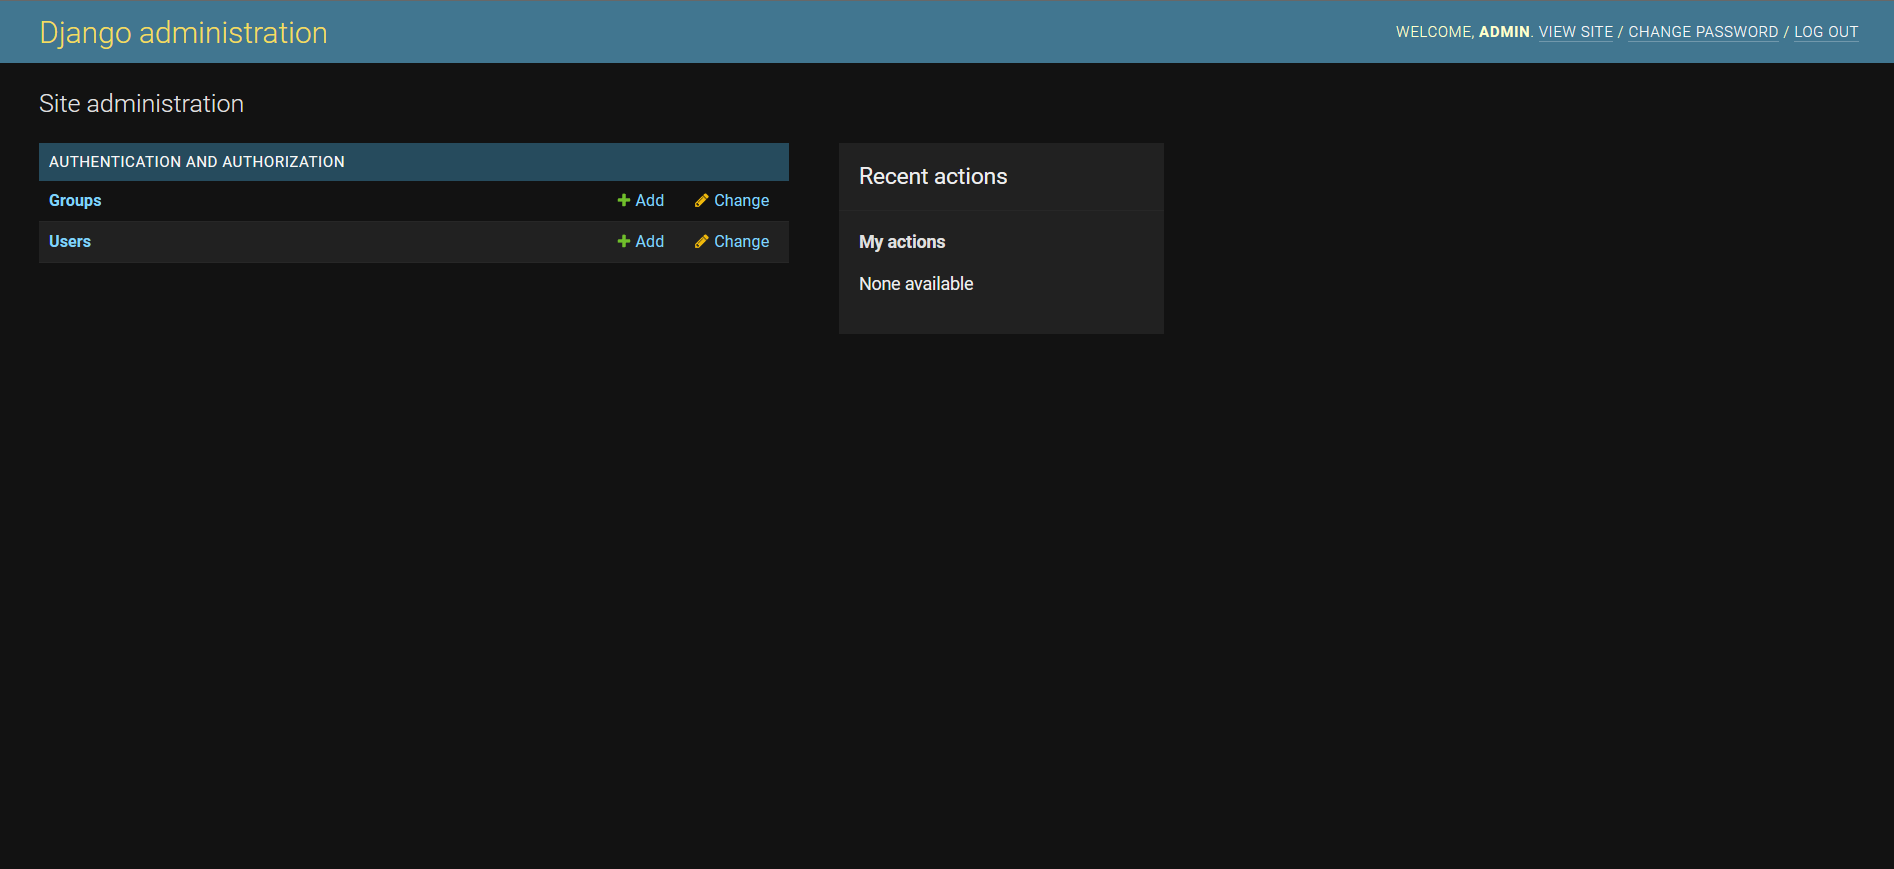 Django administration
WELCOME, ADMIN. VIEW SITE / CHANGE PASSWORD / LOG OUT
Site administration
AUTHENTICATION AND AUTHORIZATION
Groups Add Change
Users Add Change
Recent actions
My actions
None available